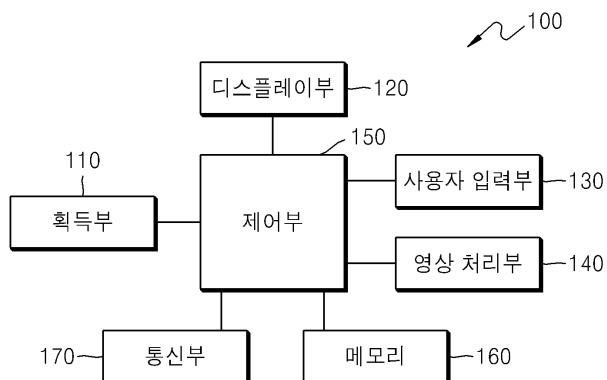 100
디스플레이부 120
150
110
사용자 입력부 130
획득부
제어부
영상 처리부 140
170 통신부
메모리 160